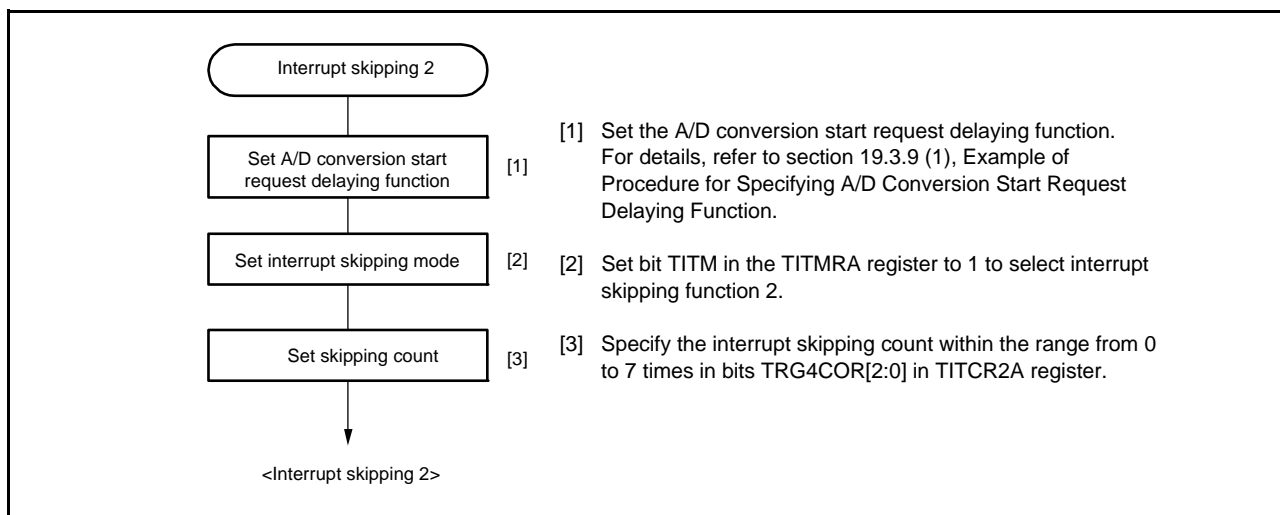 Interrupt skipping 2
Set A/D conversion start
request delaying function
[1]
[1] Set the A/D conversion start request delaying function.
For details, refer to section 19.3.9 (1), Example of
Procedure for Specifying A/D Conversion Start Request
Delaying Function.
Set interrupt skipping mode
[2]
[2] Set bit TITM in the TITMRA register to 1 to select interrupt
skipping function 2.
Set skipping count
[3]
[3] Specify the interrupt skipping count within the range from 0
to 7 times in bits TRG4COR[2:0] in TITCR2A register.
<Interrupt skipping 2>